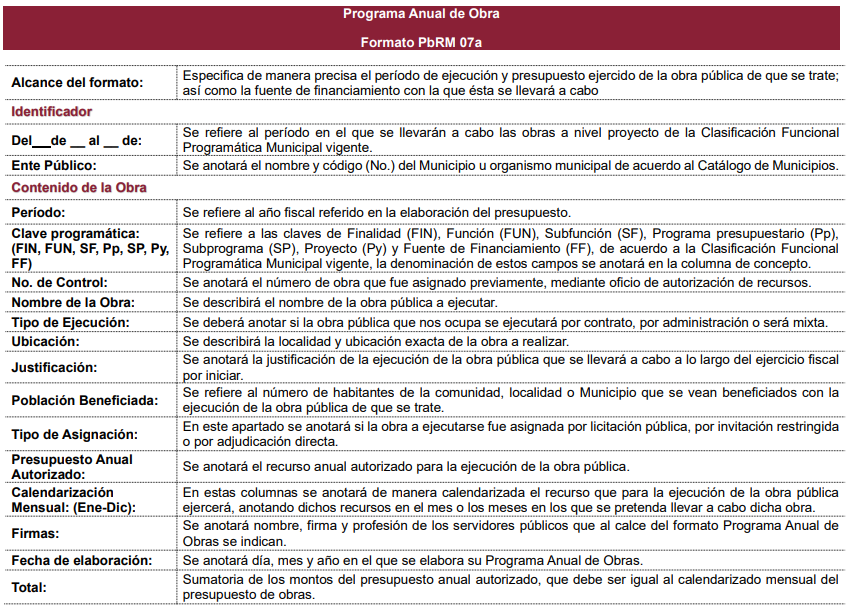 Programa Anual de Obra
Formato PbRM 07a
Alcance del formato:
Especifica de manera precisa el período de ejecución y presupuesto ejercido de la obra pública de que se trate;
así como la fuente de financiamiento con la que ésta se llevará a cabo
Identificador
Del___de __ al __ de:
Se refiere al período en el que se llevarán a cabo las obras a nivel proyecto de la Clasificación Funcional
Programática Municipal vigente.
Ente Público:
Se anotará el nombre y código (No.) del Municipio u organismo municipal de acuerdo al Catálogo de Municipios.
Contenido de la Obra
Período:
Se refiere al año fiscal referido en la elaboración del presupuesto.
Clave programática:
(FIN, FUN, SF, Pp, SP, Py,
FF)
Se refiere a las claves de Finalidad (FIN), Función (FUN), Subfunción (SF), Programa presupuestario (Pp),
Subprograma (SP), Proyecto (Py) y Fuente de Financiamiento (FF), de acuerdo a la Clasificación Funcional
Programática Municipal vigente, la denominación de estos campos se anotará en la columna de concepto.
No. de Control:
Se anotará el número de obra que fue asignado previamente, mediante oficio de autorización de recursos.
Nombre de la Obra:
Se describirá el nombre de la obra pública a ejecutar.
Tipo de Ejecución:
Se deberá anotar si la obra pública que nos ocupa se ejecutará por contrato, por administración o será mixta.
Ubicación:
Se describirá la localidad y ubicación exacta de la obra a realizar.
Justificación:
Se anotará la justificación de la ejecución de la obra pública que se llevará a cabo a lo largo del ejercicio fiscal
por iniciar.
Población Beneficiada:
Se refiere al número de habitantes de la comunidad, localidad o Municipio que se vean beneficiados con la
ejecución de la obra pública de que se trate.
Tipo de Asignación:
En este apartado se anotará si la obra a ejecutarse fue asignada por licitación pública, por invitación restringida
o por adjudicación directa.
Presupuesto Anual
Autorizado:
Se anotará el recurso anual autorizado para la ejecución de la obra pública.
Calendarización
Mensual: (Ene-Dic):
En estas columnas se anotará de manera calendarizada el recurso que para la ejecución de la obra pública
ejercerá, anotando dichos recursos en el mes o los meses en los que se pretenda llevar a cabo dicha obra.
Firmas:
Se anotará nombre, firma y profesión de los servidores públicos que al calce del formato Programa Anual de
Obras se indican.
Fecha de elaboración:
Se anotará día, mes y año en el que se elabora su Programa Anual de Obras.
Total:
Sumatoria de los montos del presupuesto anual autorizado, que debe ser igual al calendarizado mensual del
presupuesto de obras.